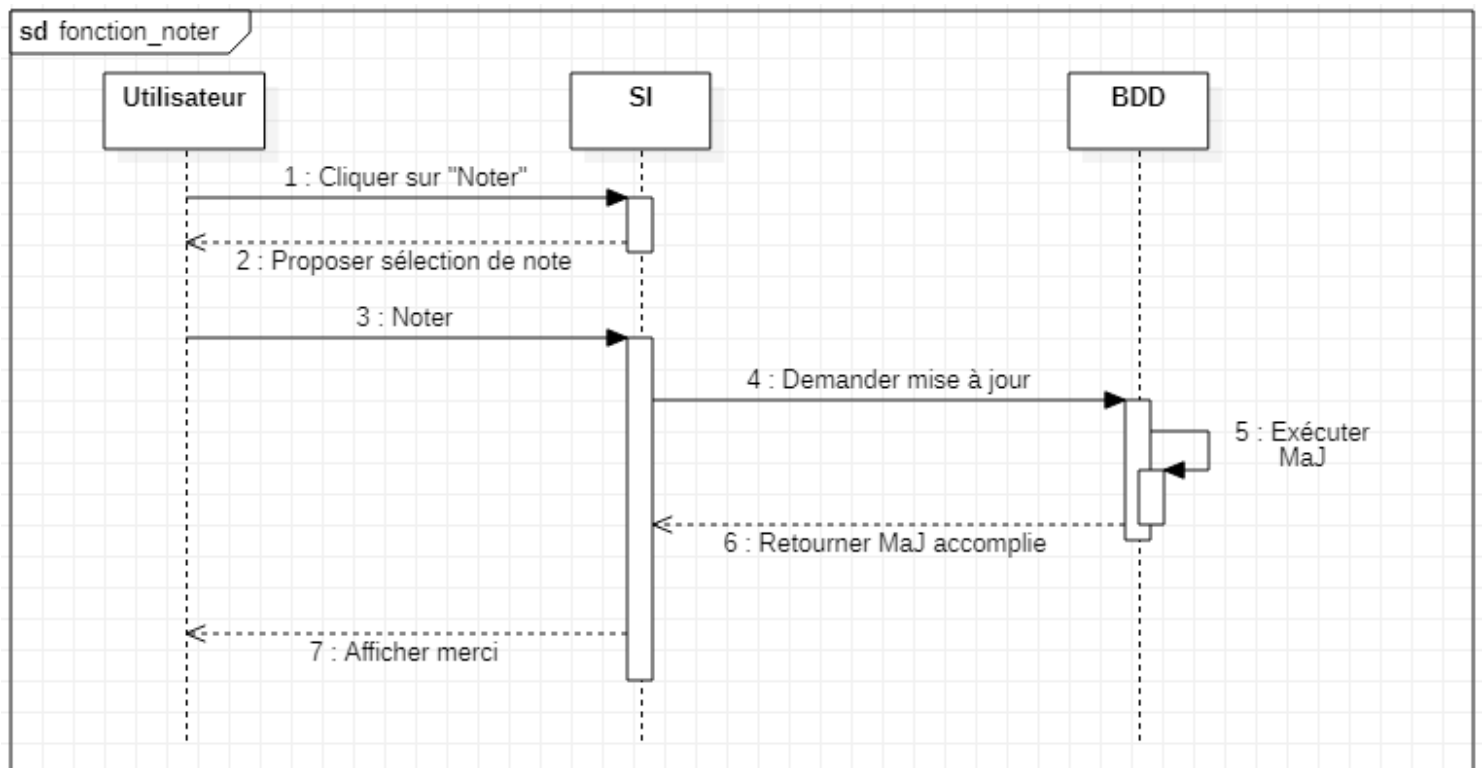 sd fonction_noter
Utilisateur
SI
BDD
1 : Cliquer sur "Noter"
2 : Proposer sélection de note
3 : Noter
4 : Demander mise à jour
5 : Exécuter
MaJ
6 : Retourner MaJ accomplie
7 : Afficher merci